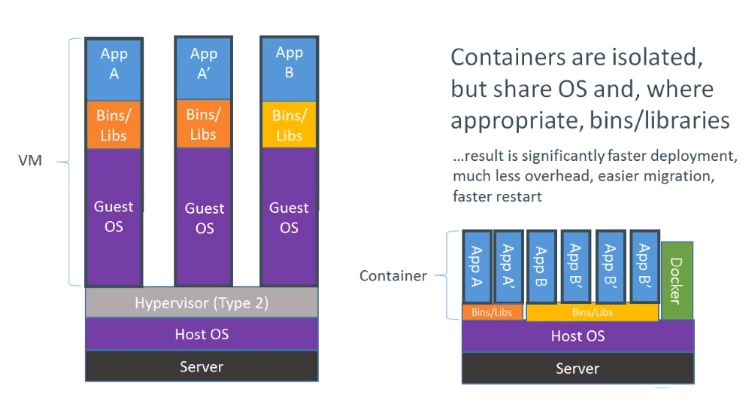 App
A
App
A’
App
B
Bins/
Libs
Bins/
Libs
Bins/
Libs
VM
Guest
OS
Guest
OS
Guest
OS
Hypervisor (Type 2)
Host OS
Server
Containers are isolated,
but share OS and, where
appropriate, bins/libraries
...result is significantly faster deployment,
much less overhead, easier migration,
faster restart
Container
App A
App A’
App B
App B’
App B’
App B’
Docker
Bins/Libs
Bins/Libs
Host OS
Server